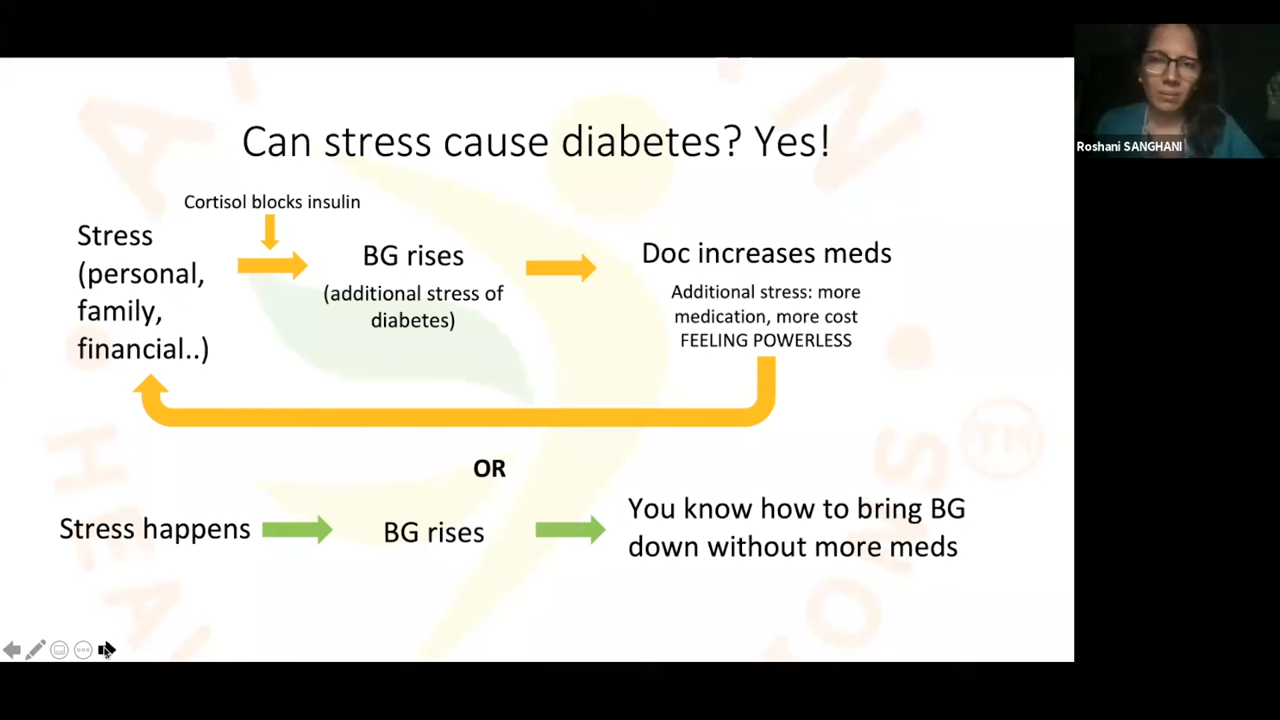 Can stress cause diabetes? Yes!
Cortisol blocks insulin
Stress
(personal,
family,
financial..)
BG rises
(additional stress of
diabetes)
Doc increases meds
Additional stress: more
medication, more cost
FEELING POWERLESS
OR
Stress happens
BG rises
You know how to bring BG
down without more meds
Roshani SANGHANI
TM